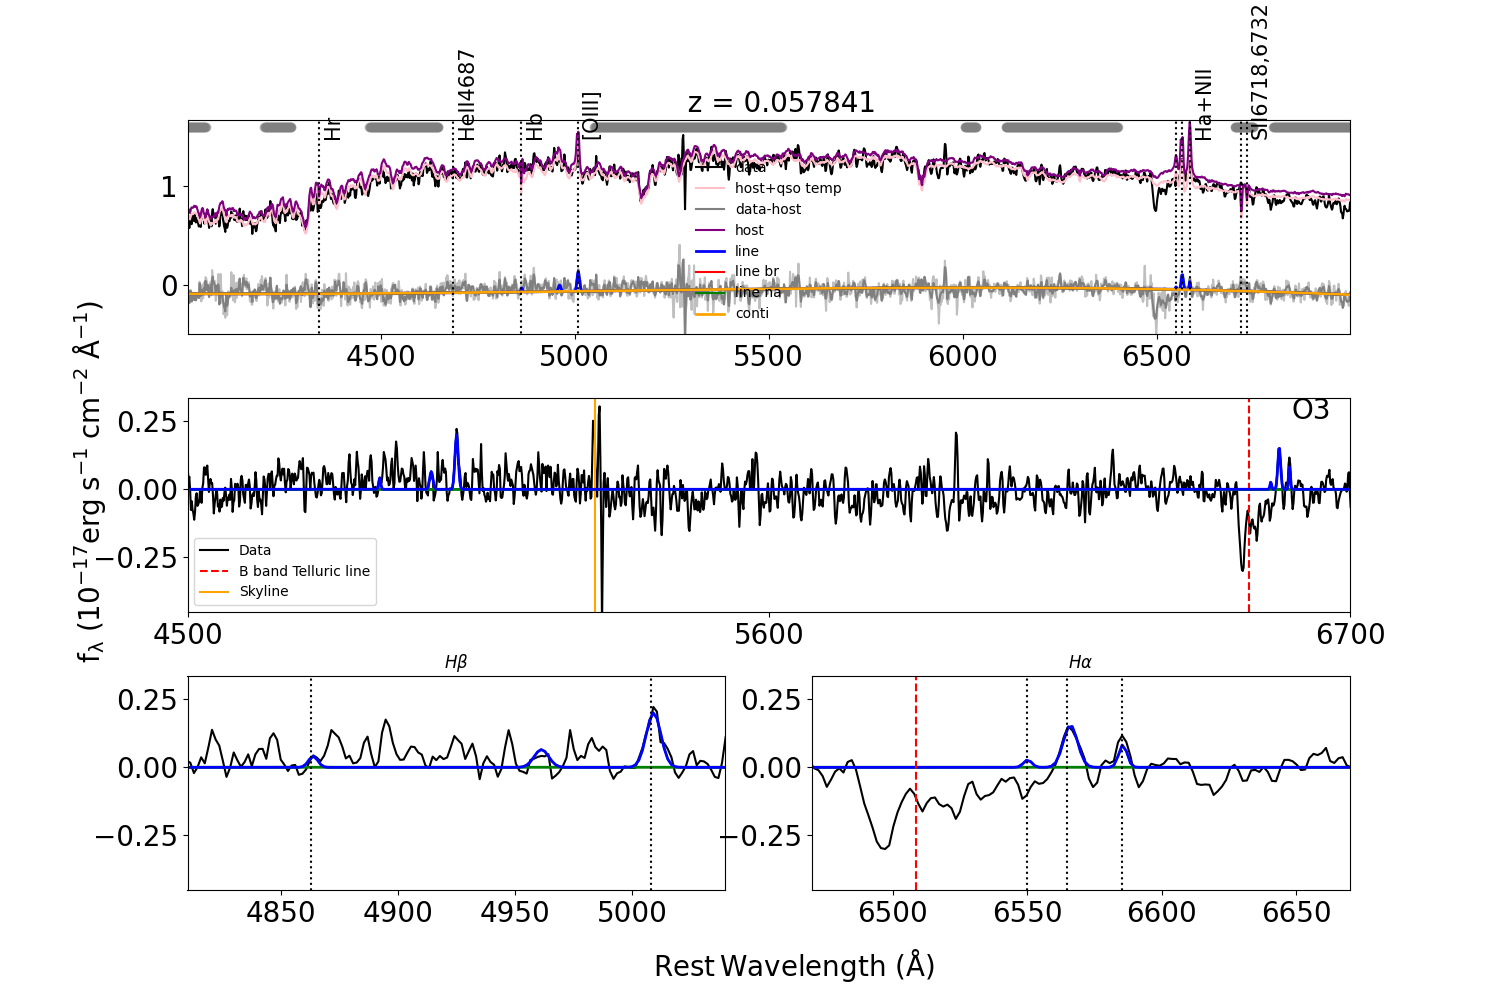 z = 0.057841
Hr
HeII4687
Hb
[OIII]
Ha+NII
SII6718,6732
data
host+qso temp
data-host
host
line
line br
line na
conti
1
0
4500 5000 5500 6000 6500
f_λ (10^−17 erg s^−1 cm^−2 Å^−1)
O3
0.25
0.00
−0.25
Data
B band Telluric line
Skyline
4500 5600 6700
Hβ
0.25
0.00
−0.25
4850 4900 4950 5000
Hα
0.25
0.00
−0.25
6500 6550 6600 6650
Rest Wavelength (Å)